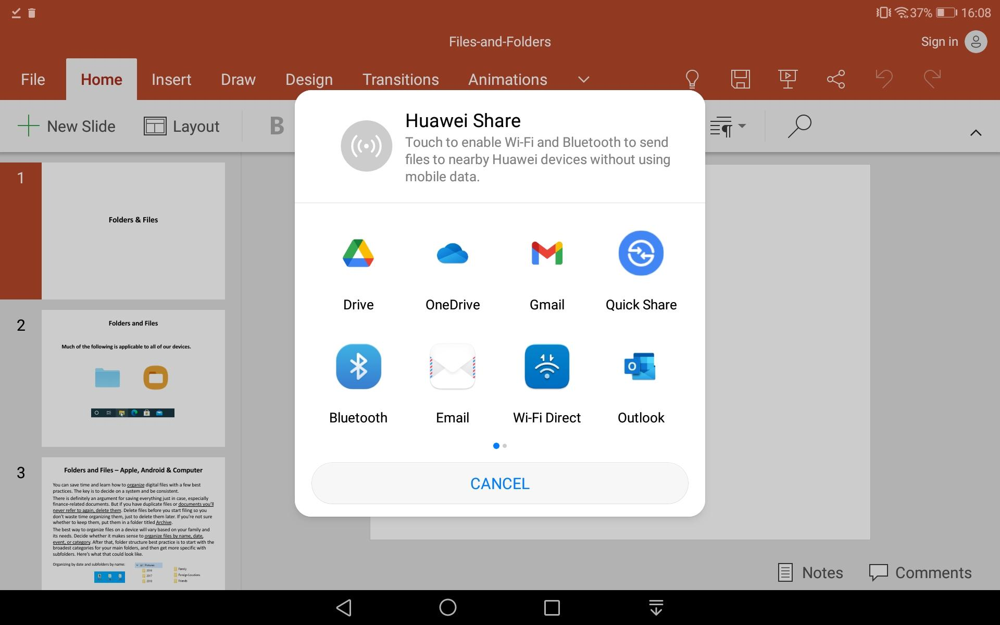 37% 16:08
Files-and-Folders
Sign in
File Home Insert Draw Design Transitions Animations
New Slide Layout B
Huawei Share
Touch to enable Wi-Fi and Bluetooth to send
files to nearby Huawei devices without using
mobile data.
Drive OneDrive Gmail Quick Share
Bluetooth Email Wi-Fi Direct Outlook
CANCEL
1
Folders & Files
2
Folders and Files
Much of the following is applicable to all of our devices.
3
Folders and Files – Apple, Android & Computer
You can save time and learn how to organize digital files with a few best
practices. The key is to decide on a system and be consistent.
There is definitely an argument for saving everything just in case, especially
finance-related documents. But if you have duplicate files or documents you'll
never refer to again, delete them. Delete files before you start filing so you
don't waste time organizing them, just to delete them later. If you're not sure
whether to keep them, put them in a folder titled Archive.
The best way to organize files on a device will vary based on your family and
its needs. Decide whether it makes sense to organize files by name, date,
event, or category. After that, folder structure best practice is to start with the
broadest categories for your main folders, and then get more specific with
subfolders. Here's what that could look like.
Organizing by date and subfolders by name:
Pictures
2016
2017
2018
Family
Foreign Locations
Friends
Notes Comments